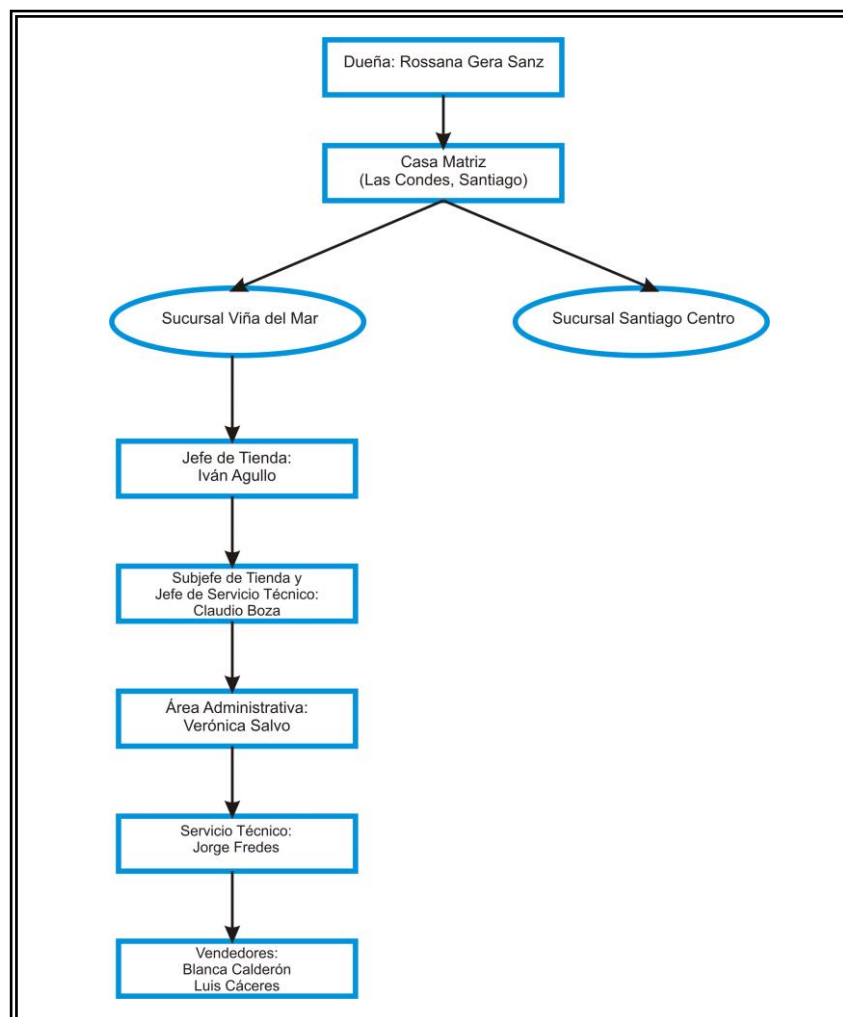 Dueña: Rossana Gera Sanz
Casa Matriz
(Las Condes, Santiago)
Sucursal Viña del Mar
Sucursal Santiago Centro
Jefe de Tienda:
Iván Agullo
Subjefe de Tienda y
Jefe de Servicio Técnico:
Claudio Boza
Área Administrativa:
Verónica Salvo
Servicio Técnico:
Jorge Fredes
Vendedores:
Blanca Calderón
Luis Cáceres